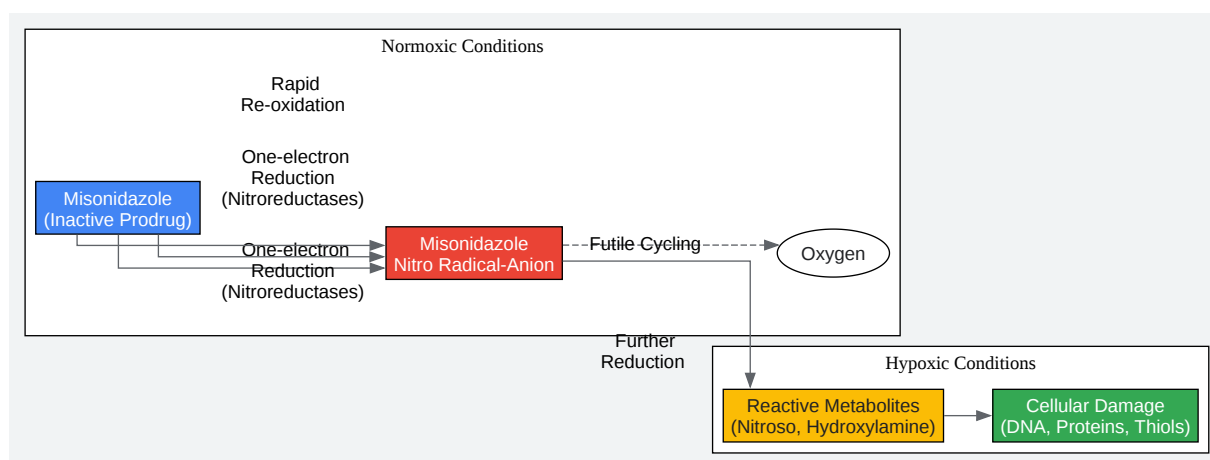 Normoxic Conditions
Rapid
Re-oxidation
One-electron
Reduction
(Nitroreductases)
Misonidazole
(Inactive Prodrug)
One-electron
Reduction
(Nitroreductases)
Misonidazole
Nitro Radical-Anion
Futile Cycling
Oxygen
Further
Reduction
Hypoxic Conditions
Reactive Metabolites
(Nitroso, Hydroxylamine)
Cellular Damage
(DNA, Proteins, Thiols)